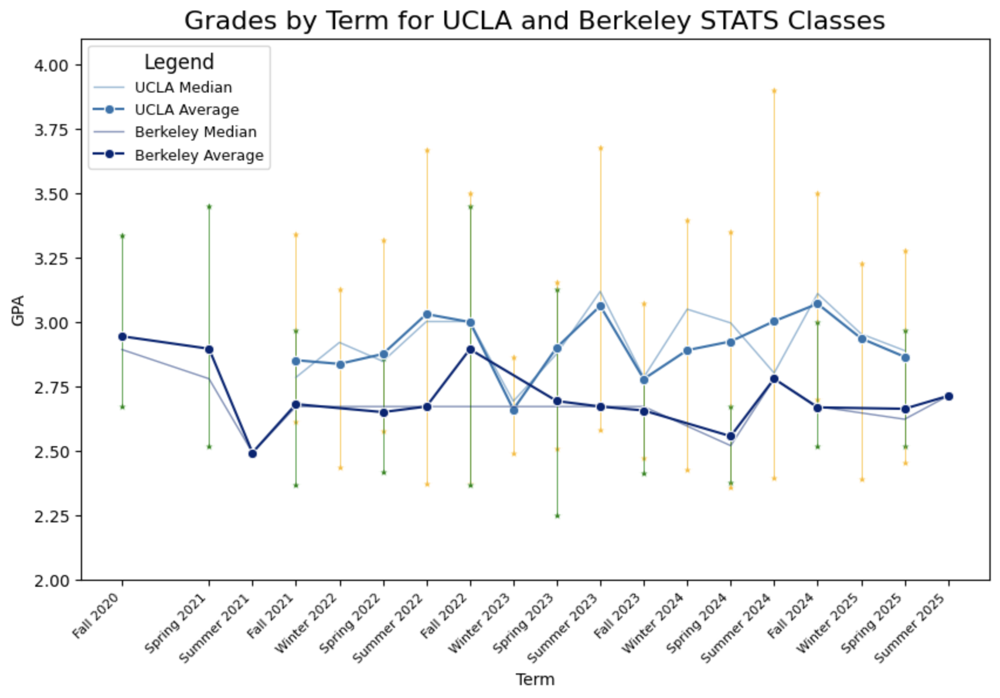 Grades by Term for UCLA and Berkeley STATS Classes
Legend
UCLA Median
UCLA Average
Berkeley Median
Berkeley Average
4.00
3.75
3.50
3.25
3.00
2.75
2.50
2.25
2.00
GPA
Fall 2020
Spring 2021
Summer 2021
Fall 2021
Winter 2022
Spring 2022
Summer 2022
Fall 2022
Winter 2023
Spring 2023
Summer 2023
Fall 2023
Winter 2024
Spring 2024
Summer 2024
Fall 2024
Winter 2025
Spring 2025
Summer 2025
Term